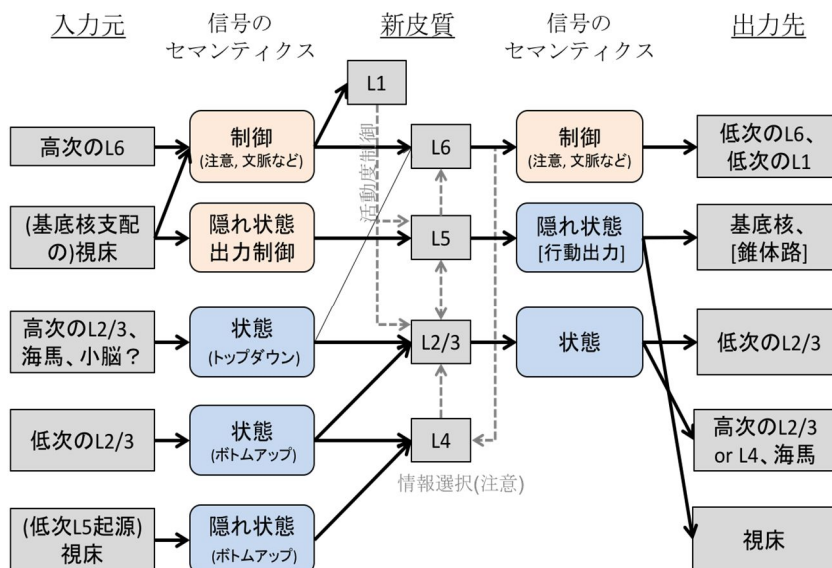 入力元
信号の
セマンティクス
新皮質
信号の
セマンティクス
出力先
L1
高次のL6
制御
(注意, 文脈など)
L6
制御
(注意, 文脈など)
低次のL6、
低次のL1
活動度制御
(基底核支配
の)視床
隠れ状態
出力制御
L5
隠れ状態
[行動出力]
基底核、
[錐体路]
高次のL2/3、
海馬、小脳？
状態
(トップダウン)
L2/3
状態
低次のL2/3
低次のL2/3
状態
(ボトムアップ)
L4
高次のL2/3
or L4、海馬
情報選択(注意)
(低次L5起源)
視床
隠れ状態
(ボトムアップ)
視床